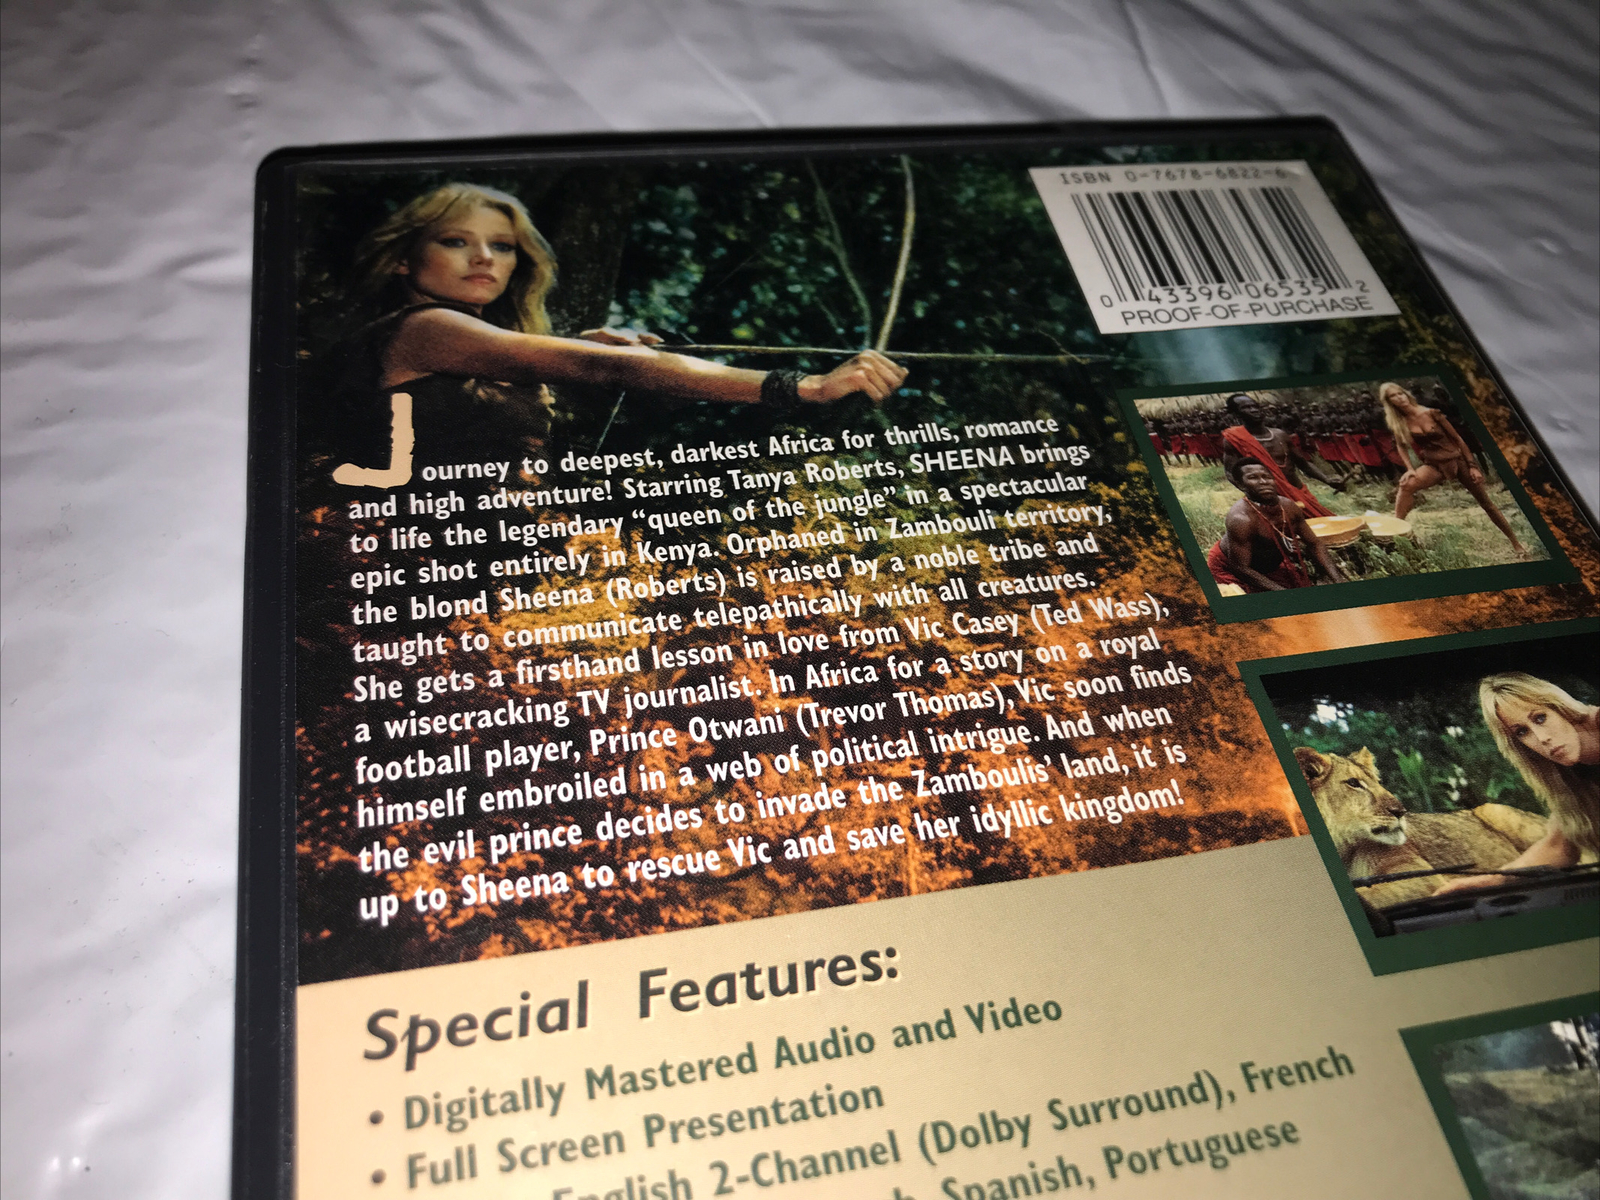 ISBN 0-7678-6822-6
0 43396 06535 2
PROOF-OF-PURCHASE
Journey to deepest, darkest Africa for thrills, romance
and high adventure! Starring Tanya Roberts, SHEENA brings
to life the legendary “queen of the jungle” in a spectacular
epic shot entirely in Kenya. Orphaned in Zambouli territory,
the blond Sheena (Roberts) is raised by a noble tribe and
taught to communicate telepathically with all creatures.
She gets a firsthand lesson in love from Vic Casey (Ted Wass),
a wisecracking TV journalist. In Africa for a story on a royal
football player, Prince Otwani (Trevor Thomas), Vic soon finds
himself embroiled in a web of political intrigue. And when
the evil prince decides to invade the Zamboulis’ land, it is
up to Sheena to rescue Vic and save her idyllic kingdom!
Special Features:
• Digitally Mastered Audio and Video
• Full Screen Presentation
English 2-Channel (Dolby Surround), French
Spanish, Portuguese